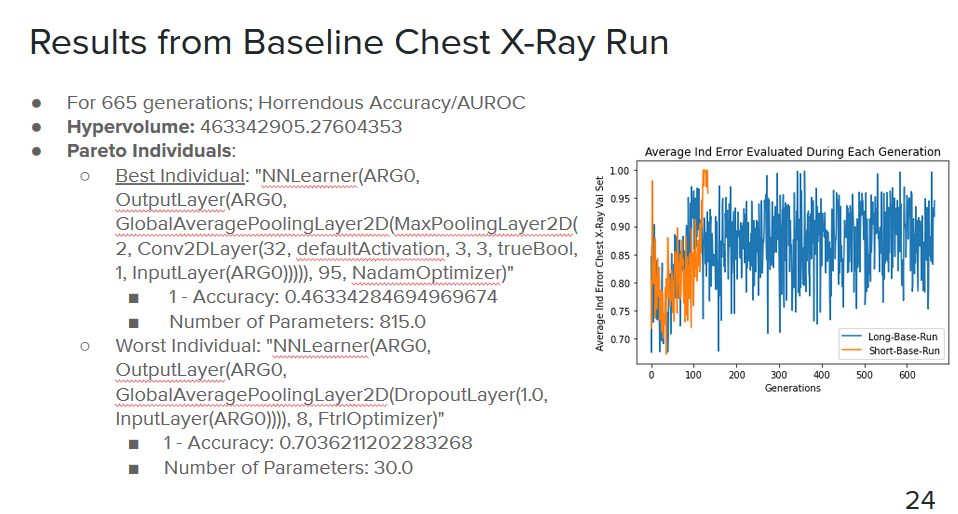 Results from Baseline Chest X-Ray Run
● For 665 generations; Horrendous Accuracy/AUROC
● Hypervolume: 463342905.27604353
● Pareto Individuals:
○ Best Individual: "NNLearner(ARG0,
OutputLayer(ARG0,
GlobalAveragePoolingLayer2D(MaxPoolingLayer2D(
2, Conv2DLayer(32, defaultActivation, 3, 3, trueBool,
1, InputLayer(ARG0))))), 95, NadamOptimizer)"
■ 1 - Accuracy: 0.46334284694969674
■ Number of Parameters: 815.0
○ Worst Individual: "NNLearner(ARG0,
OutputLayer(ARG0,
GlobalAveragePoolingLayer2D(DropoutLayer(1.0,
InputLayer(ARG0)))), 8, FtrlOptimizer)"
■ 1 - Accuracy: 0.7036211202283268
■ Number of Parameters: 30.0
Average Ind Error Evaluated During Each Generation
Average Ind Error Chest X-Ray Val Set
1.00
0.95
0.90
0.85
0.80
0.75
0.70
Long-Base-Run
Short-Base-Run
0 100 200 300 400 500 600
Generations
24